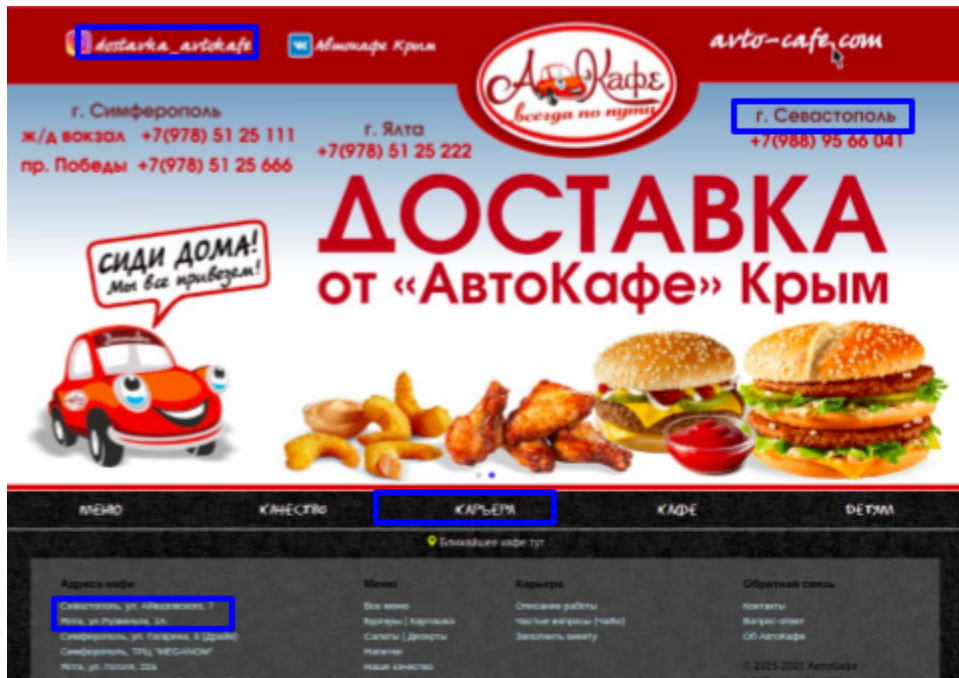 dostavka_avtokafe
Автокафе Крым
АвтоКафе
всегда по пути
avto-cafe.com
г. Симферополь
ж/д вокзал +7(978) 51 25 111
пр. Победы +7(978) 51 25 666
г. Ялта
+7(978) 51 25 222
г. Севастополь
+7(988) 95 66 041
ДОСТАВКА
от «АвтоКафе» Крым
СИДИ ДОМА!
Мы все привезем!
МЕНЮ КАЧЕСТВО КАРЬЕРА КАФЕ ДЕТЯМ
Ближайшее кафе тут
Адреса кафе
Севастополь, ул. Айвазовского, 7
Ялта, ул.Рузвельта, 1А
Симферополь, ул. Гагарина, 8 (Драйв)
Симферополь, ТРЦ "MEGANOM"
Ялта, ул. Гоголя, 22а
Меню
Все меню
Бургеры | Картошка
Салаты | Десерты
Напитки
Наше качество
Карьера
Описание работы
Частые вопросы (ЧаВо)
Заполнить анкету
Обратная связь
Контакты
Вопрос-ответ
Об АвтоКафе
© 2015-2021 АвтоКафе